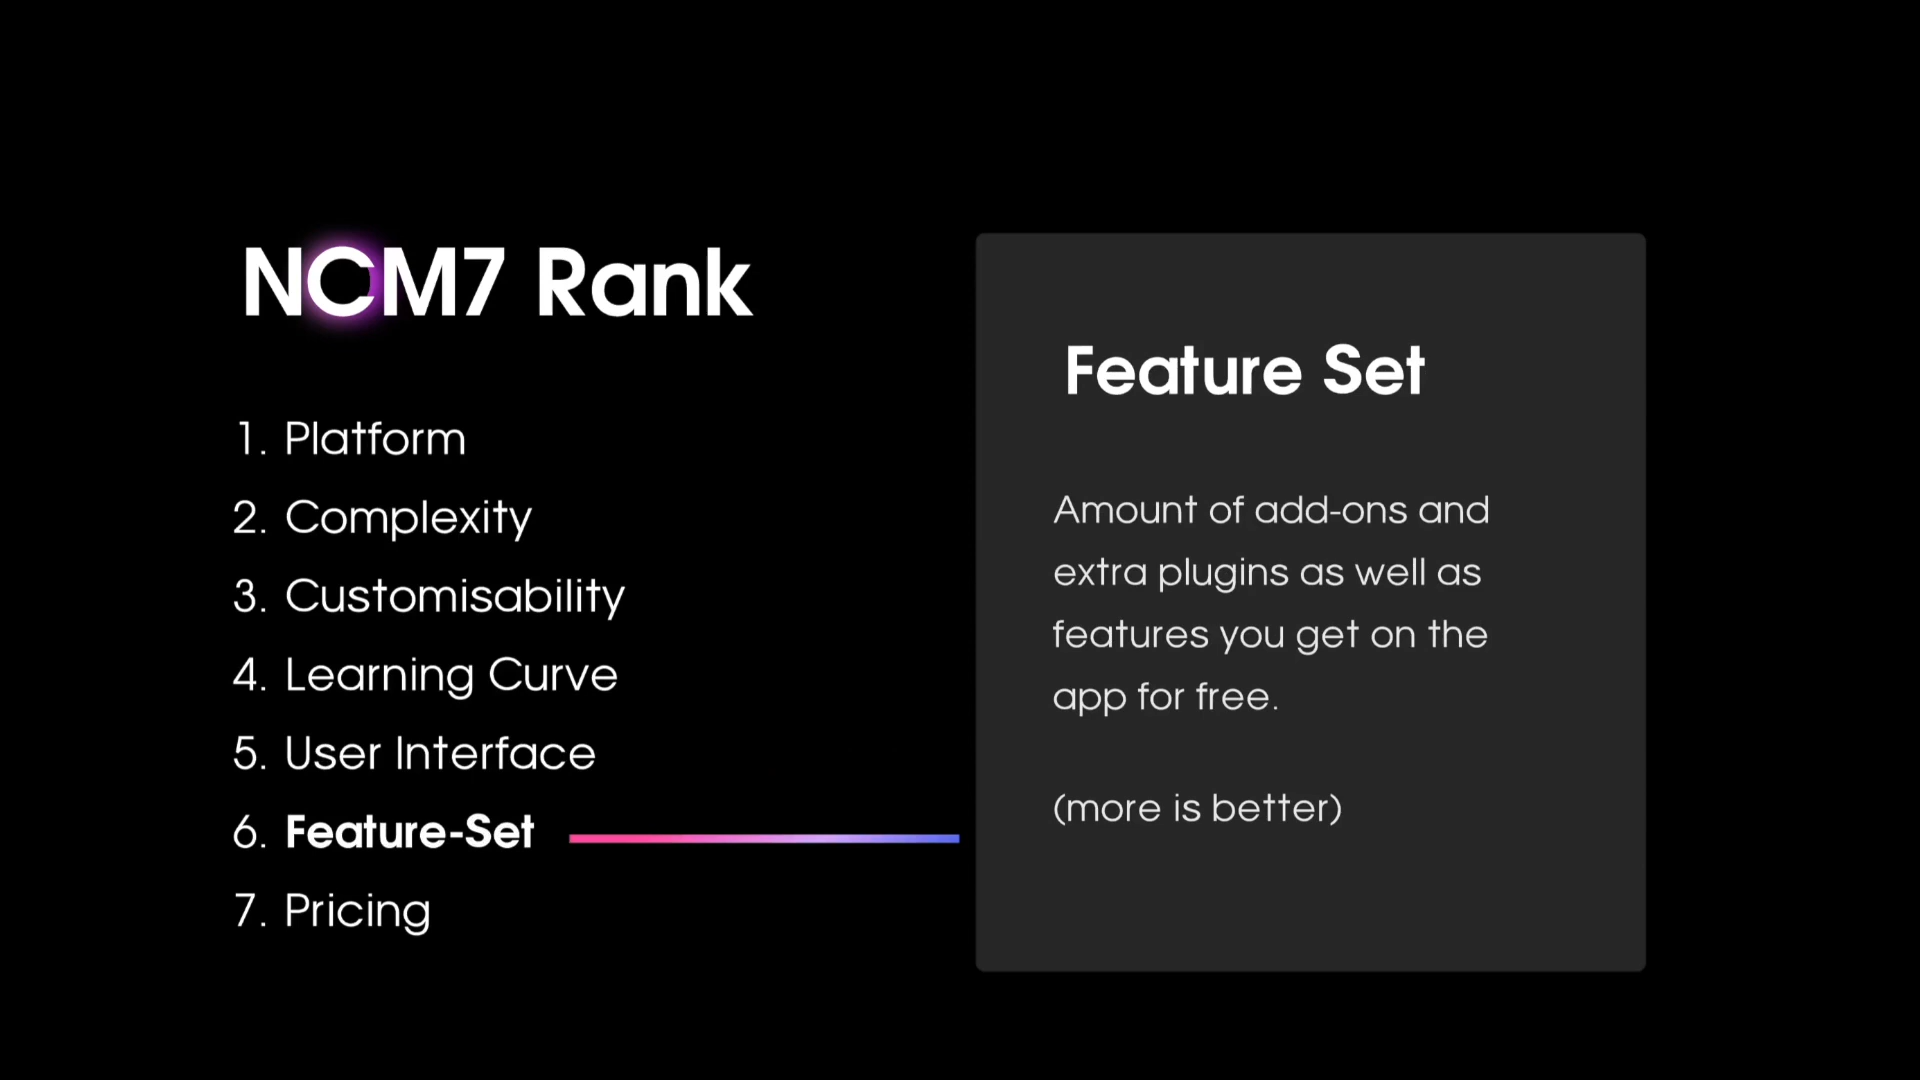 NCM7 Rank
1. Platform
2. Complexity
3. Customisability
4. Learning Curve
5. User Interface
6. Feature-Set
7. Pricing
Feature Set
Amount of add-ons and
extra plugins as well as
features you get on the
app for free.
(more is better)